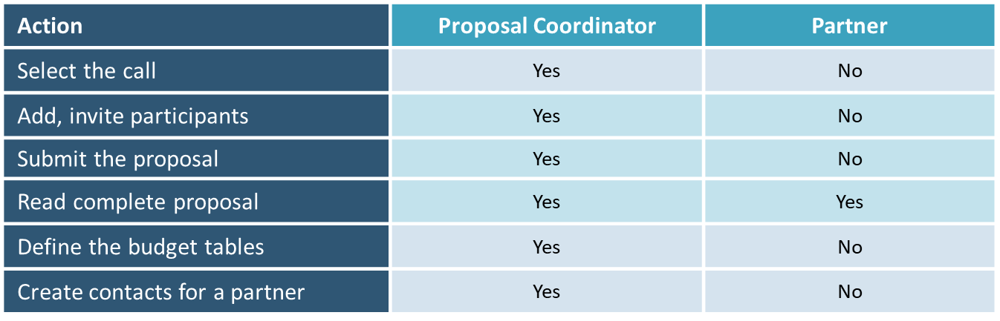 Action Proposal Coordinator Partner
Select the call Yes No
Add, invite participants Yes No
Submit the proposal Yes No
Read complete proposal Yes Yes
Define the budget tables Yes No
Create contacts for a partner Yes No